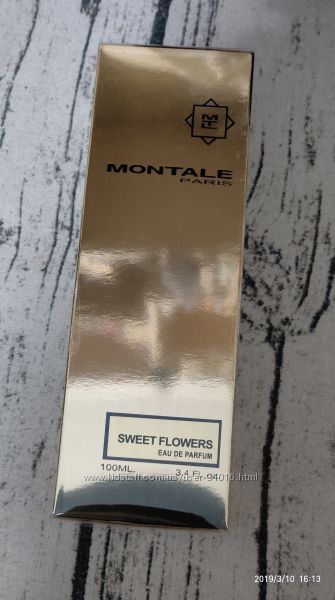 MONTALE
PARIS
SWEET FLOWERS
EAU DE PARFUM
100ML. 3.4 FL
2019/3/10 16:13